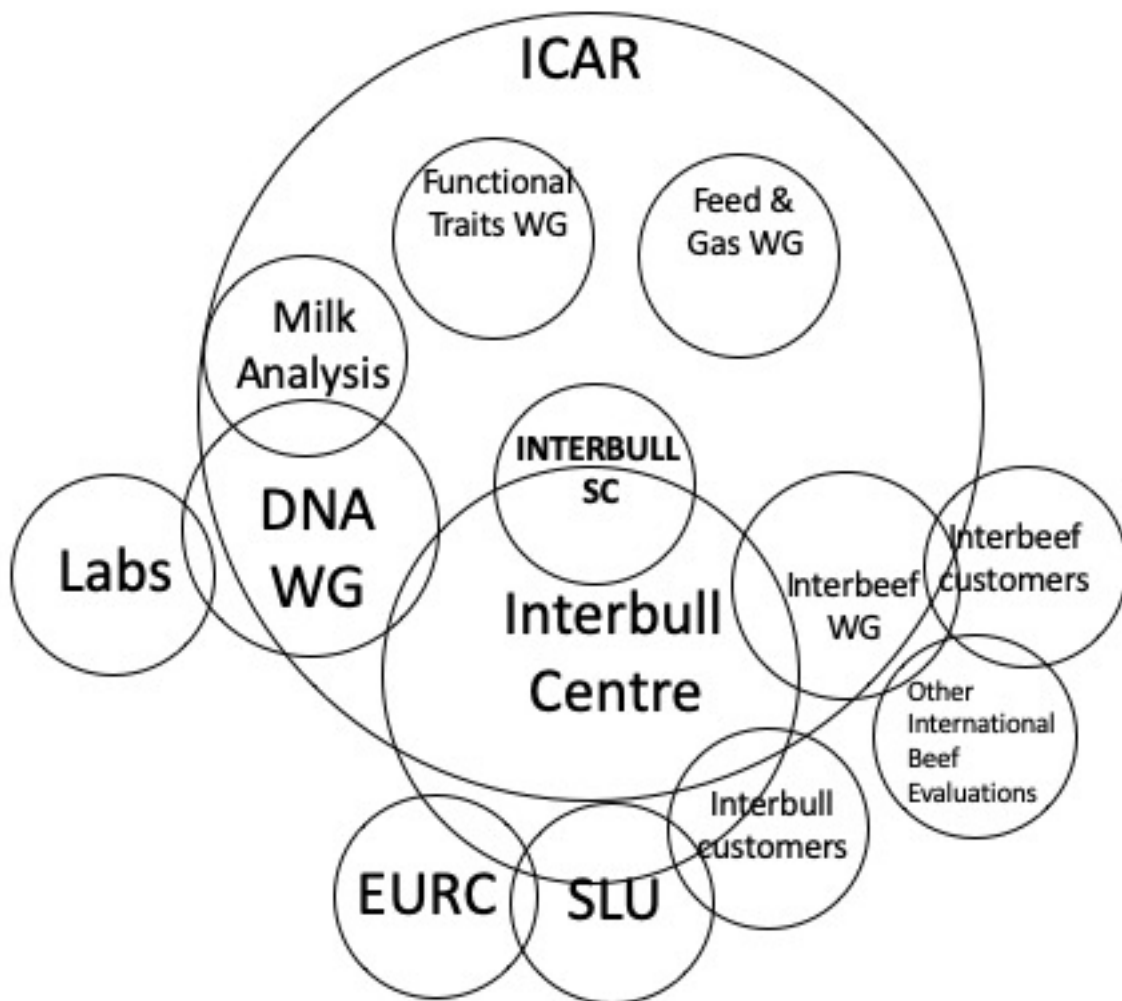 ICAR
Functional
Traits WG
Feed &
Gas WG
Milk
Analysis
INTERBULL
SC
DNA
WG
Labs
Interbull
Centre
Interbeef
WG
Interbeef
customers
Other
International
Beef
Evaluations
Interbull
customers
EURC
SLU